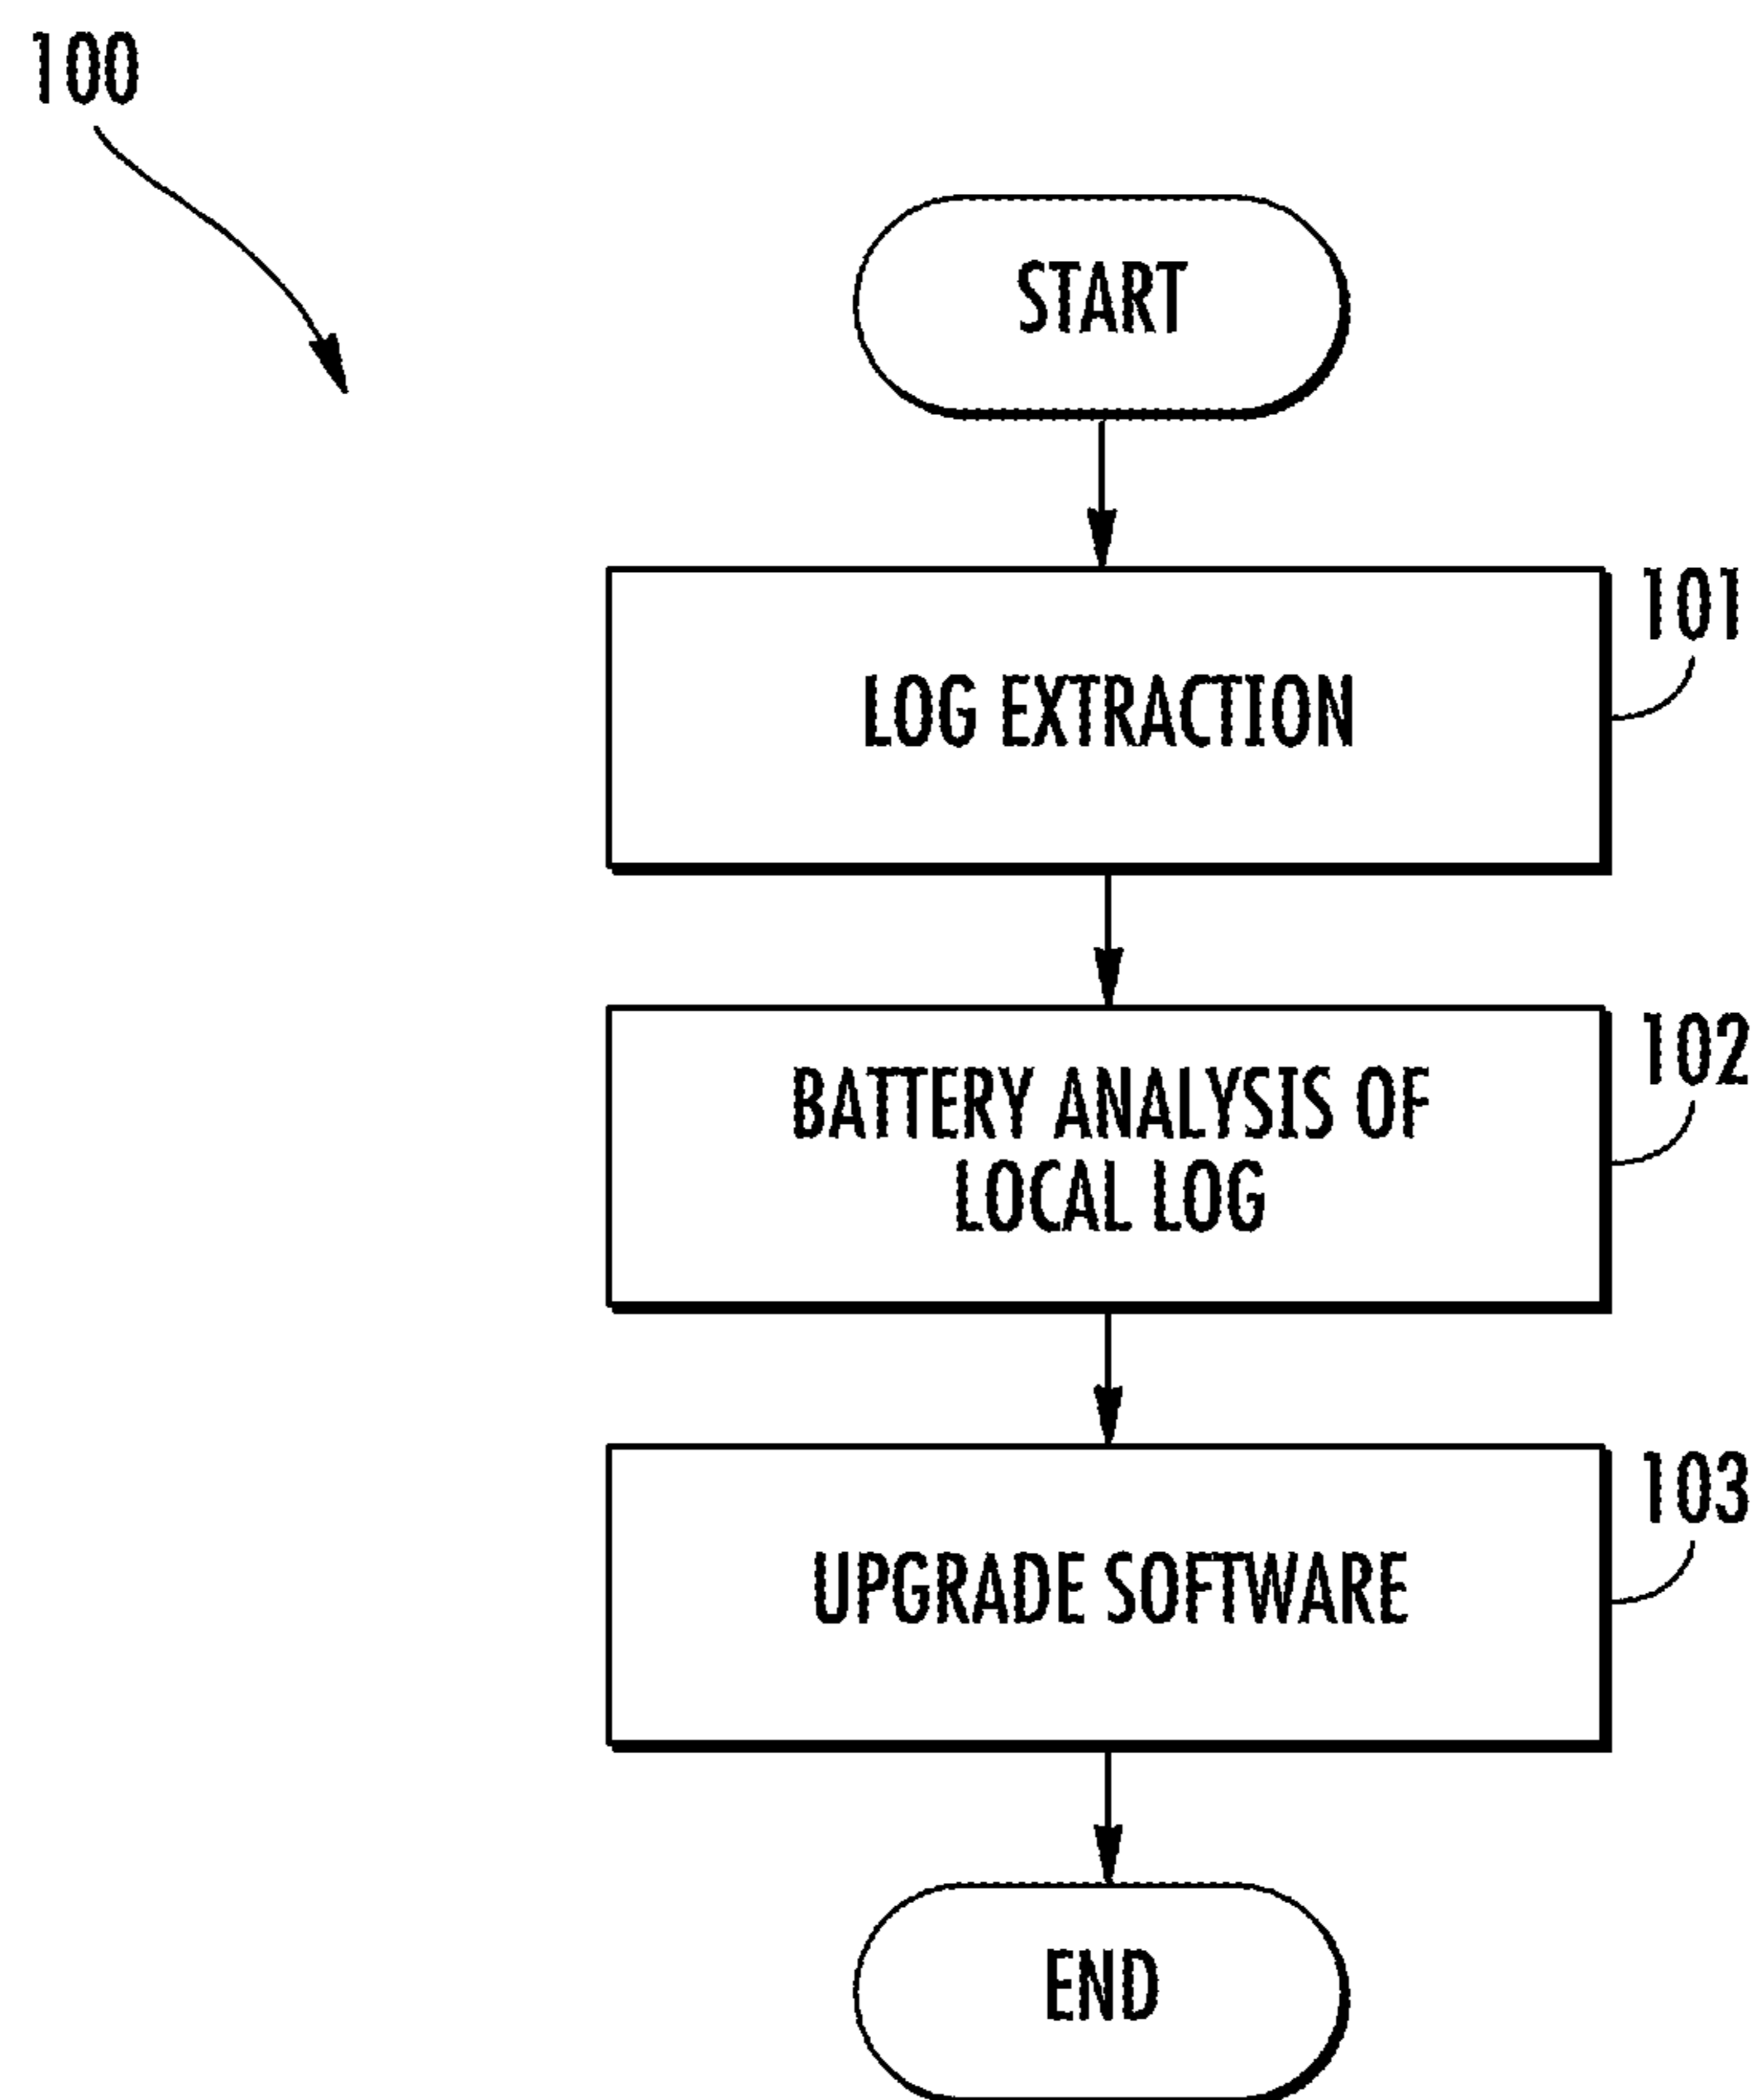 100
START
LOG EXTRACTION
101
BATTERY ANALYSIS OF
LOCAL LOG
102
UPGRADE SOFTWARE
103
END